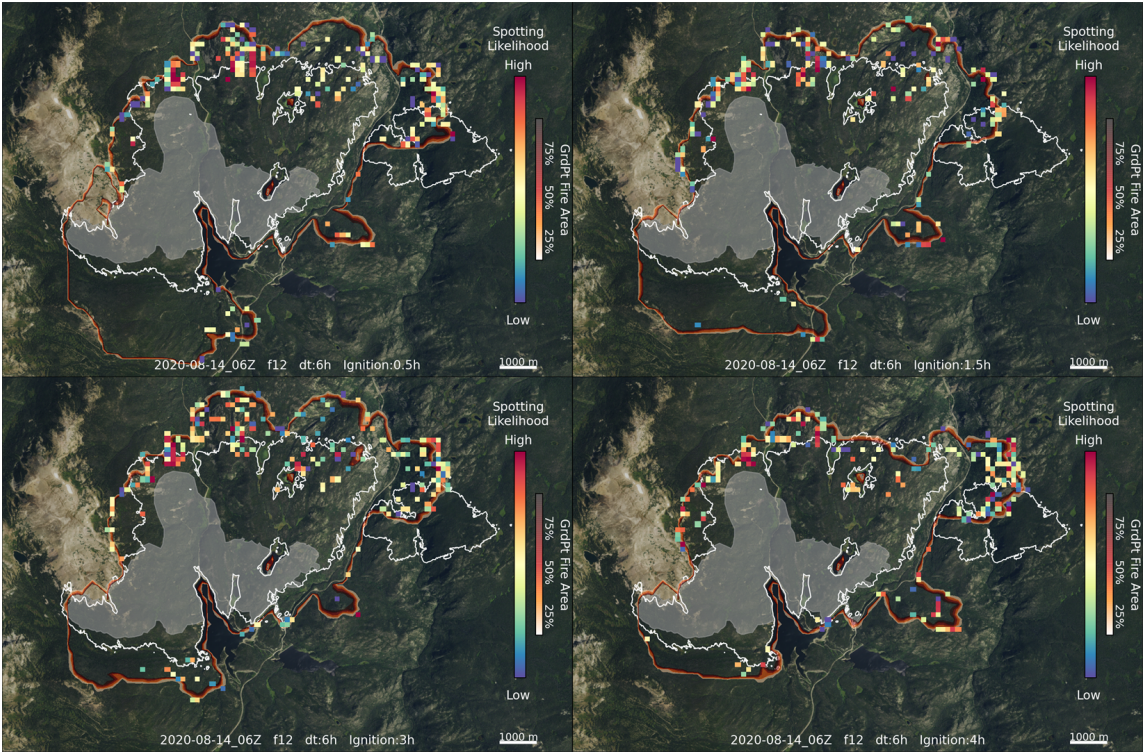 Spotting
Likelihood
High
75%
50%
25%
GrdPt Fire Area
Low
2020-08-14_06Z f12 dt:6h Ignition:0.5h
1000 m
Spotting
Likelihood
High
75%
50%
25%
GrdPt Fire Area
Low
2020-08-14_06Z f12 dt:6h Ignition:1.5h
1000 m
Spotting
Likelihood
High
75%
50%
25%
GrdPt Fire Area
Low
2020-08-14_06Z f12 dt:6h Ignition:3h
1000 m
Spotting
Likelihood
High
75%
50%
25%
GrdPt Fire Area
Low
2020-08-14_06Z f12 dt:6h Ignition:4h
1000 m